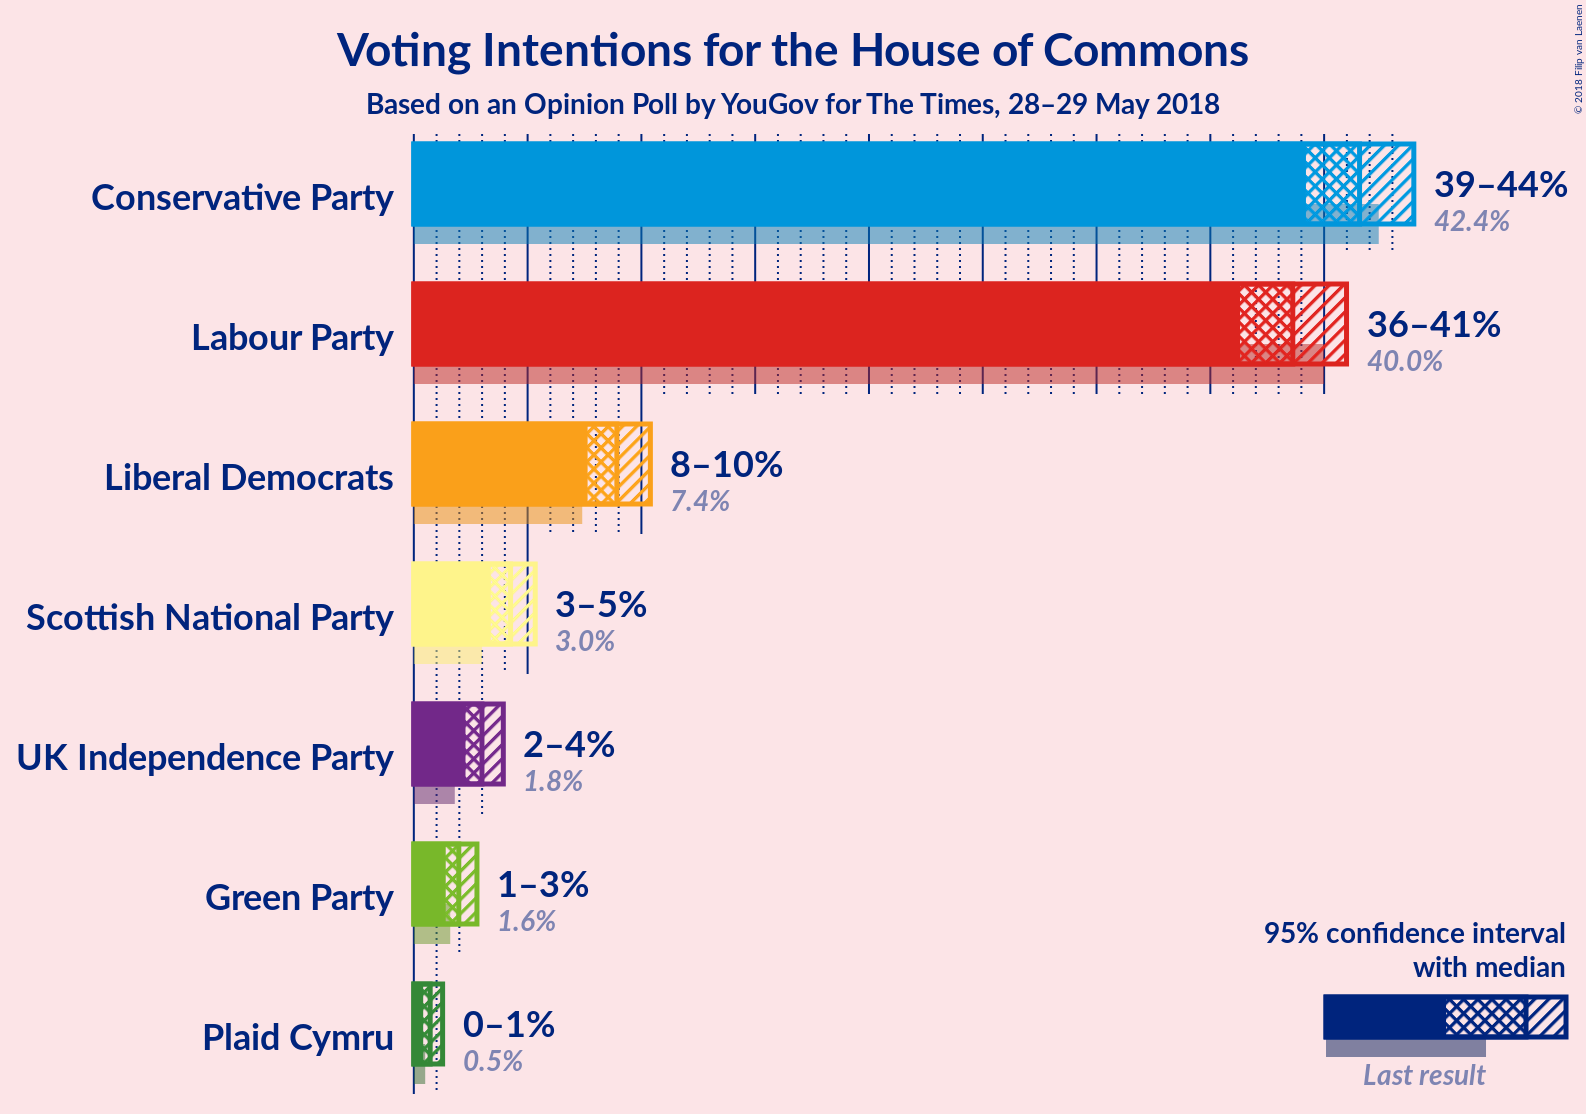 Voting Intentions for the House of Commons
Based on an Opinion Poll by YouGov for The Times, 28–29 May 2018
© 2018 Filip van Laenen
Conservative Party
39–44%
42.4%
Labour Party
36–41%
40.0%
Liberal Democrats
8–10%
7.4%
Scottish National Party
3–5%
3.0%
UK Independence Party
2–4%
1.8%
Green Party
1–3%
1.6%
Plaid Cymru
0–1%
0.5%
95% confidence interval
with median
Last result